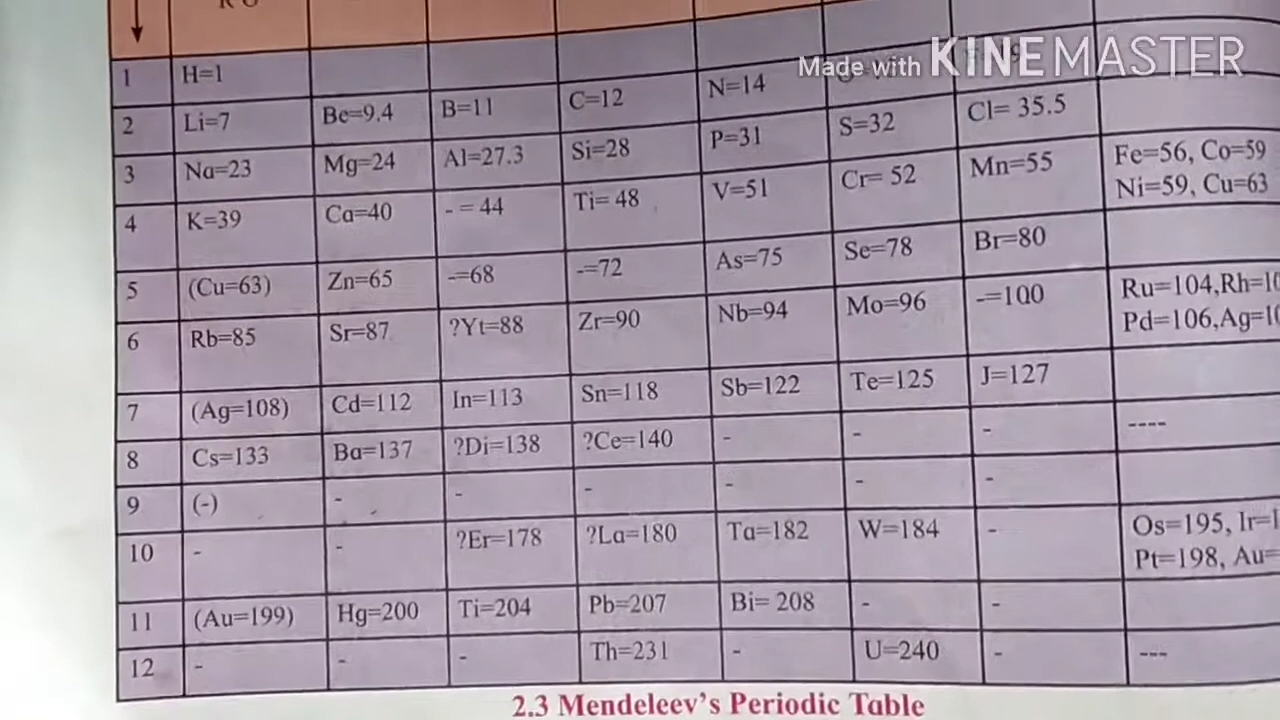 Made with KINEMASTER
1 H=1
2 Li=7 Be=9.4 B=11 C=12 N=14
3 Na=23 Mg=24 Al=27.3 Si=28 P=31 S=32 Cl= 35.5
4 K=39 Ca=40 - = 44 Ti= 48 V=51 Cr= 52 Mn=55 Fe=56, Co=59
Ni=59, Cu=63
5 (Cu=63) Zn=65 -=68 -=72 As=75 Se=78 Br=80
6 Rb=85 Sr=87 ?Yt=88 Zr=90 Nb=94 Mo=96 -=100 Ru=104,
Pd=106,
7 (Ag=108) Cd=112 In=113 Sn=118 Sb=122 Te=125 J=127
8 Cs=133 Ba=137 ?Di=138 ?Ce=140 - - - ----
9 (-) - - - - - -
10 - - ?Er=178 ?La=180 Ta=182 W=184 - Os=195,
Pt=198,
11 (Au=199) Hg=200 Ti=204 Pb=207 Bi= 208 - -
12 - - - Th=231 - U=240 - ---
2.3 Mendeleev's Periodic Table